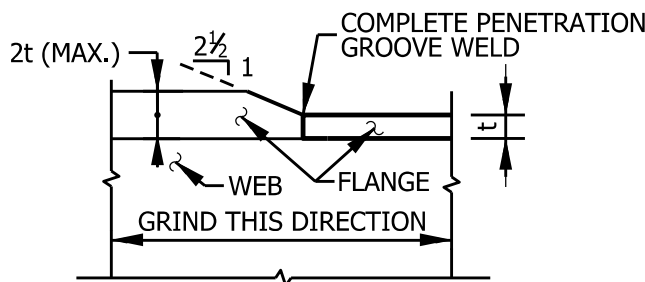 COMPLETE PENETRATION
GROOVE WELD
2t (MAX.)
2½
1
t
WEB
FLANGE
GRIND THIS DIRECTION